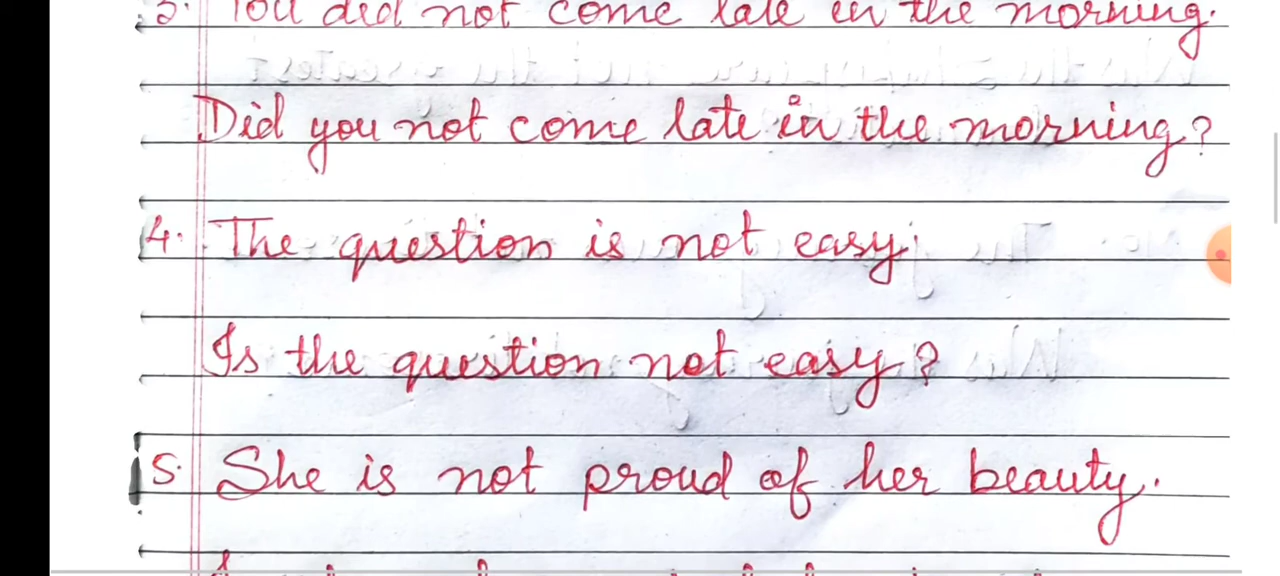 3. You did not come late in the morning.
Did you not come late in the morning?
4. The question is not easy.
Is the question not easy?
5. She is not proud of her beauty.